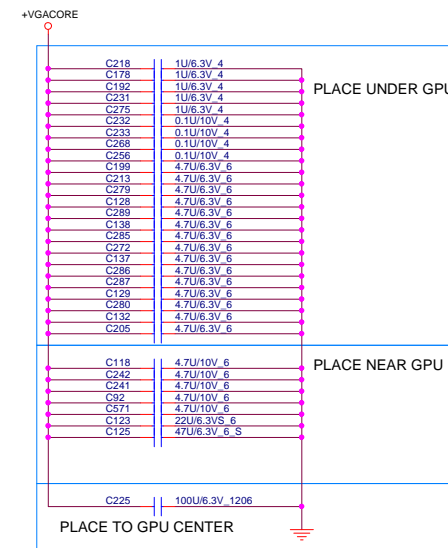 +VGACORE
C218 1U/6.3V_4
C178 1U/6.3V_4
C192 1U/6.3V_4
PLACE UNDER GPU
C231 1U/6.3V_4
C275 1U/6.3V_4
C232 0.1U/10V_4
C233 0.1U/10V_4
C268 0.1U/10V_4
C256 0.1U/10V_4
C199 4.7U/6.3V_6
C213 4.7U/6.3V_6
C279 4.7U/6.3V_6
C128 4.7U/6.3V_6
C289 4.7U/6.3V_6
C138 4.7U/6.3V_6
C285 4.7U/6.3V_6
C272 4.7U/6.3V_6
C137 4.7U/6.3V_6
C286 4.7U/6.3V_6
C287 4.7U/6.3V_6
C129 4.7U/6.3V_6
C280 4.7U/6.3V_6
C132 4.7U/6.3V_6
C205 4.7U/6.3V_6
C118 4.7U/10V_6
PLACE NEAR GPU
C242 4.7U/10V_6
C241 4.7U/10V_6
C92 4.7U/10V_6
C571 4.7U/10V_6
C123 22U/6.3VS_6
C125 47U/6.3V_6_S
C225 100U/6.3V_1206
PLACE TO GPU CENTER